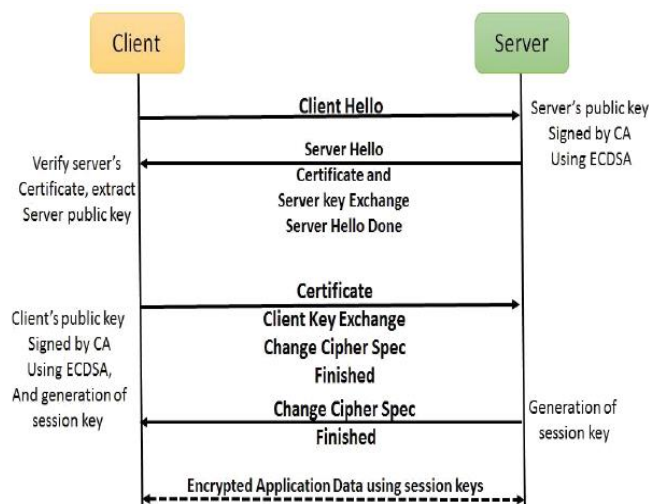 Client
Server
Client Hello
Server's public key
Signed by CA
Using ECDSA
Server Hello
Certificate and
Server key Exchange
Server Hello Done
Verify server's
Certificate, extract
Server public key
Certificate
Client Key Exchange
Change Cipher Spec
Finished
Client's public key
Signed by CA
Using ECDSA,
And generation of
session key
Change Cipher Spec
Finished
Generation of
session key
Encrypted Application Data using session keys